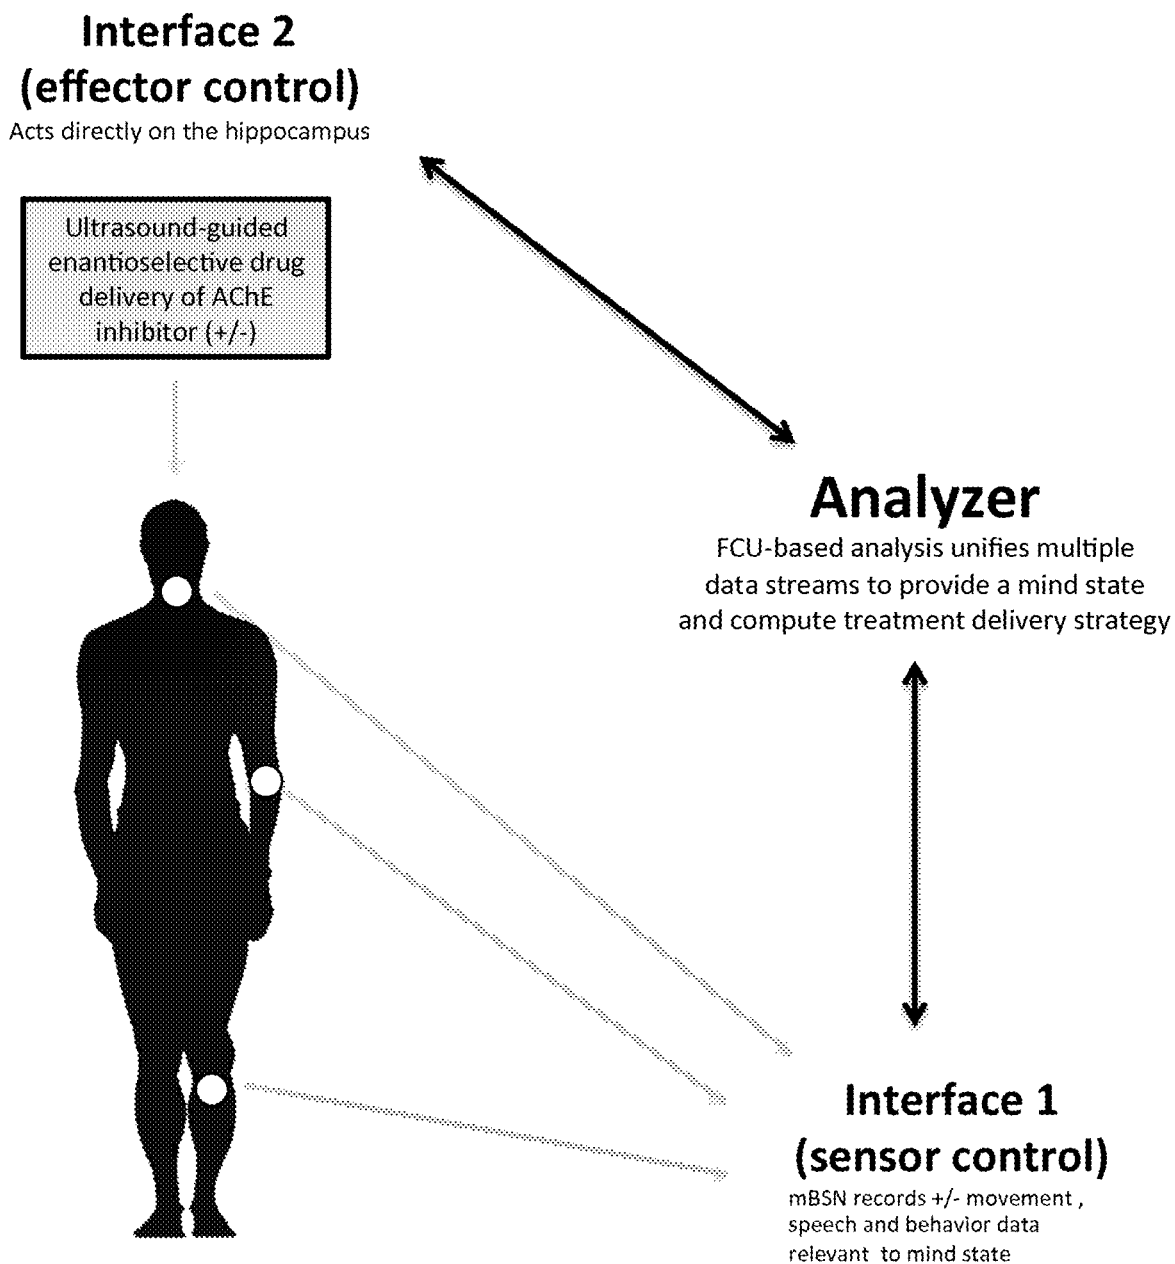 Interface 2
(effector control)
Acts directly on the hippocampus
Ultrasound-guided
enantioselective drug
delivery of AChE
inhibitor (+/-)
Analyzer
FCU-based analysis unifies multiple
data streams to provide a mind state
and compute treatment delivery strategy
Interface 1
(sensor control)
mBSN records +/- movement ,
speech and behavior data
relevant to mind state